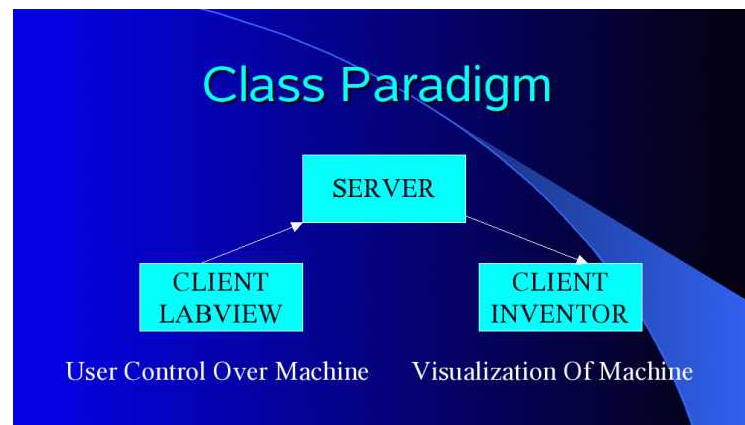 Class Paradigm
SERVER
CLIENT
LABVIEW
CLIENT
INVENTOR
User Control Over Machine
Visualization Of Machine